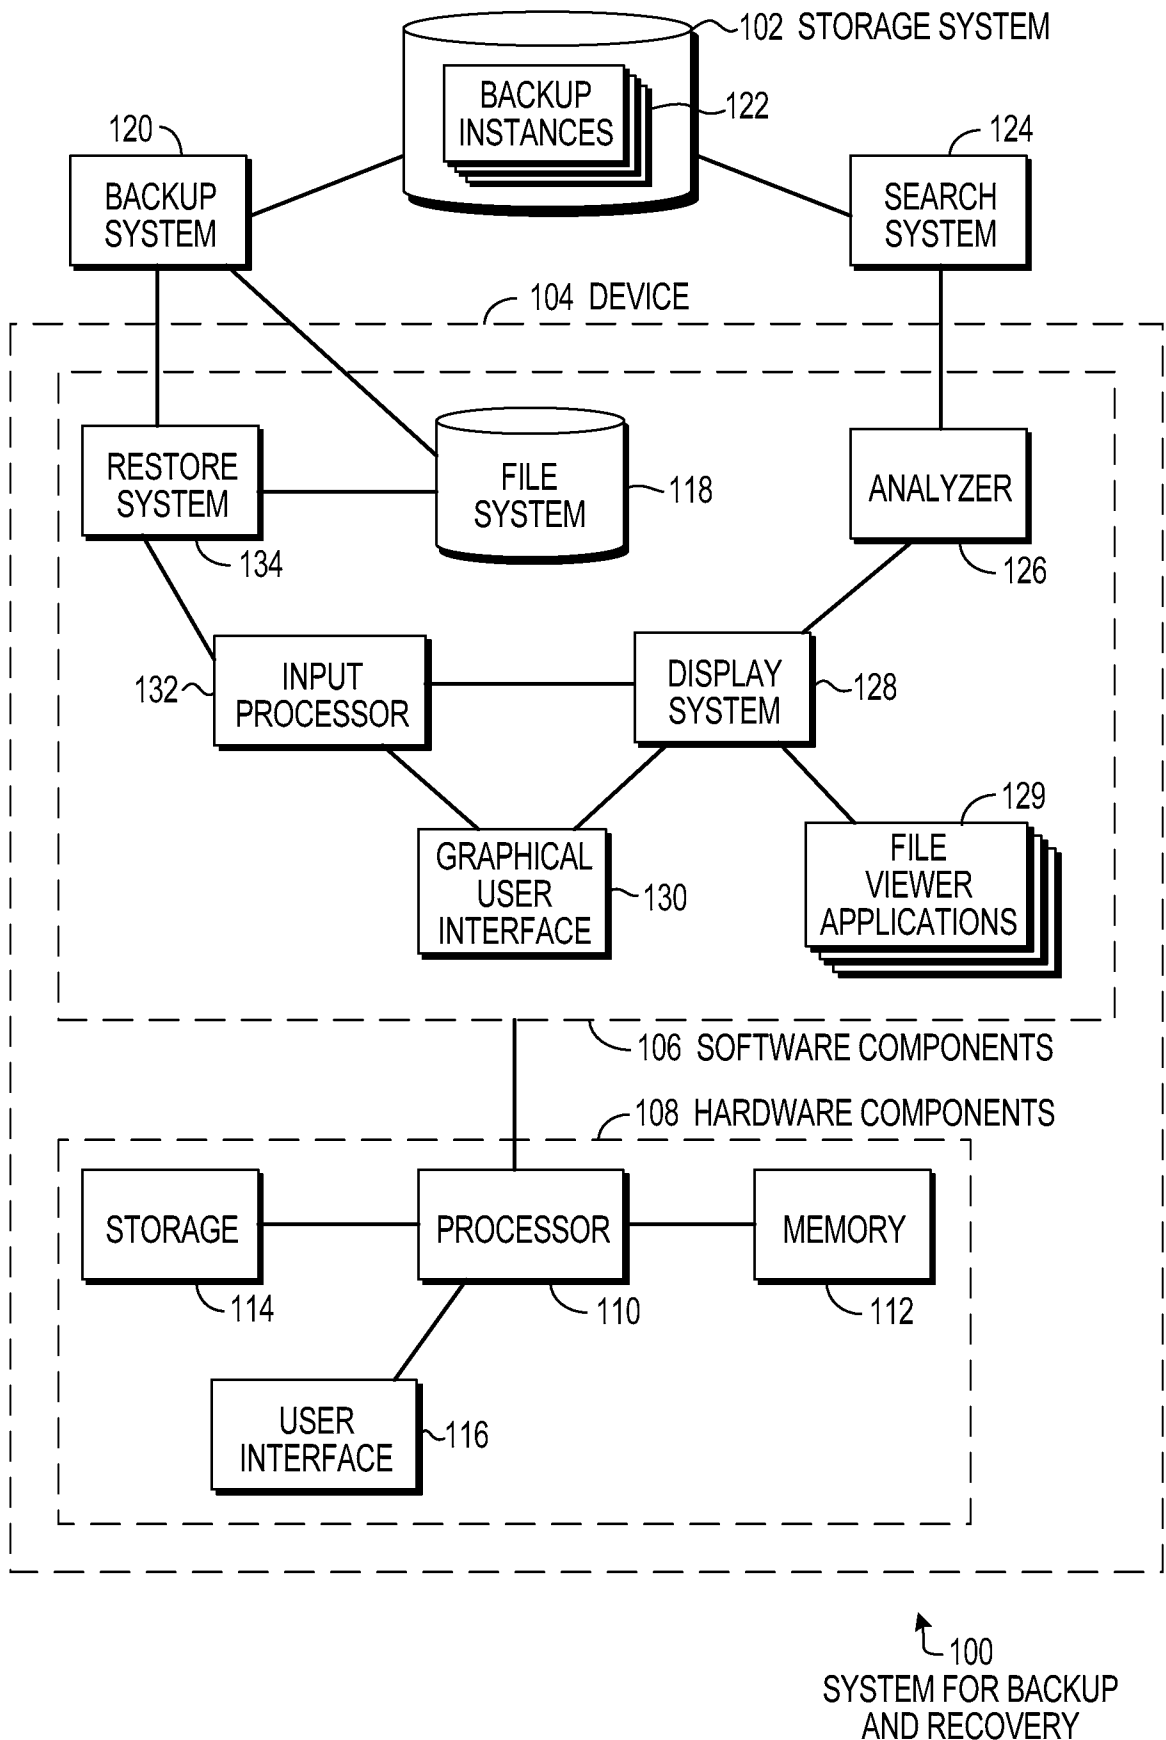 102 STORAGE SYSTEM
BACKUP
INSTANCES
122
120
BACKUP
SYSTEM
124
SEARCH
SYSTEM
104 DEVICE
RESTORE
SYSTEM
134
FILE
SYSTEM
118
ANALYZER
126
INPUT
PROCESSOR
132
DISPLAY
SYSTEM
128
GRAPHICAL
USER
INTERFACE
130
129
FILE
VIEWER
APPLICATIONS
106 SOFTWARE COMPONENTS
108 HARDWARE COMPONENTS
STORAGE
114
PROCESSOR
110
MEMORY
112
USER
INTERFACE
116
100
SYSTEM FOR BACKUP
AND RECOVERY